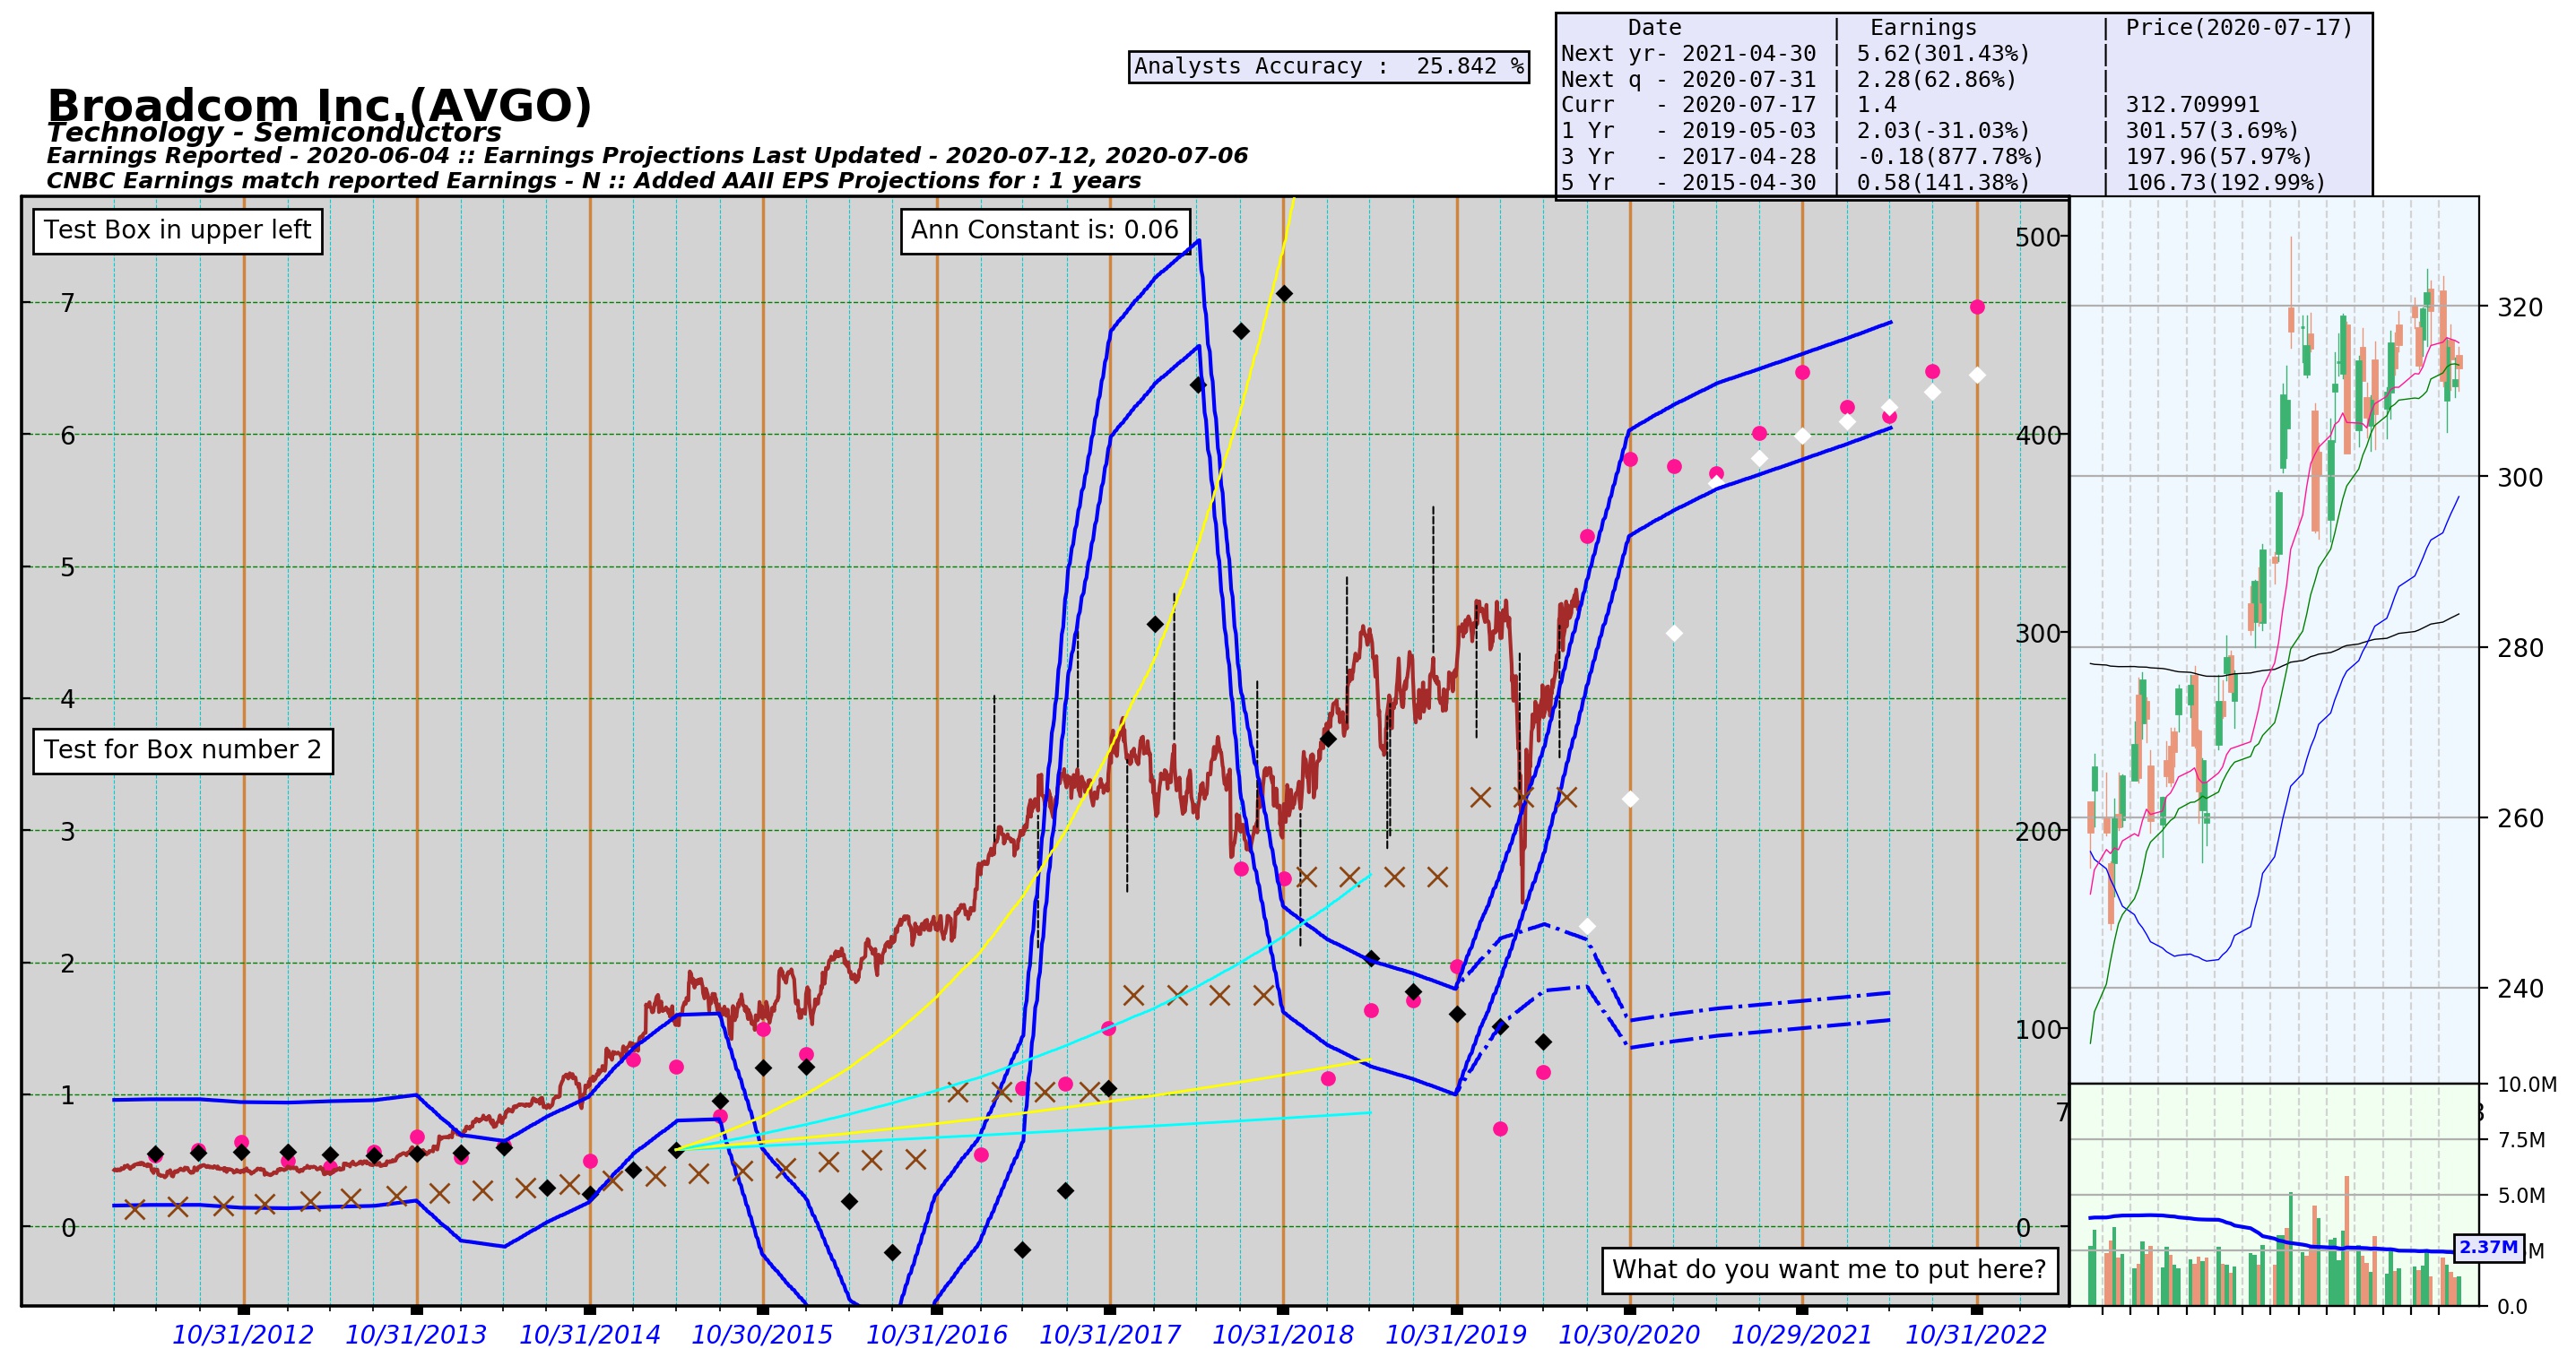 Date | Earnings | Price(2020-07-17)
Next yr- 2021-04-30 | 5.62(301.43%) |
Next q - 2020-07-31 | 2.28(62.86%) |
Curr - 2020-07-17 | 1.4 | 312.709991
1 Yr - 2019-05-03 | 2.03(-31.03%) | 301.57(3.69%)
3 Yr - 2017-04-28 | -0.18(877.78%) | 197.96(57.97%)
5 Yr - 2015-04-30 | 0.58(141.38%) | 106.73(192.99%)
Analysts Accuracy : 25.842 %
Broadcom Inc.(AVGO)
Technology - Semiconductors
Earnings Reported - 2020-06-04 :: Earnings Projections Last Updated - 2020-07-12, 2020-07-06
CNBC Earnings match reported Earnings - N :: Added AAII EPS Projections for : 1 years
Test Box in upper left
Ann Constant is: 0.06
Test for Box number 2
What do you want me to put here?
7
6
5
4
3
2
1
0
500
400
300
200
100
0
320
300
280
260
240
7
10.0M
7.5M
5.0M
2.37M
M
0.0
10/31/2012
10/31/2013
10/31/2014
10/30/2015
10/31/2016
10/31/2017
10/31/2018
10/31/2019
10/30/2020
10/29/2021
10/31/2022